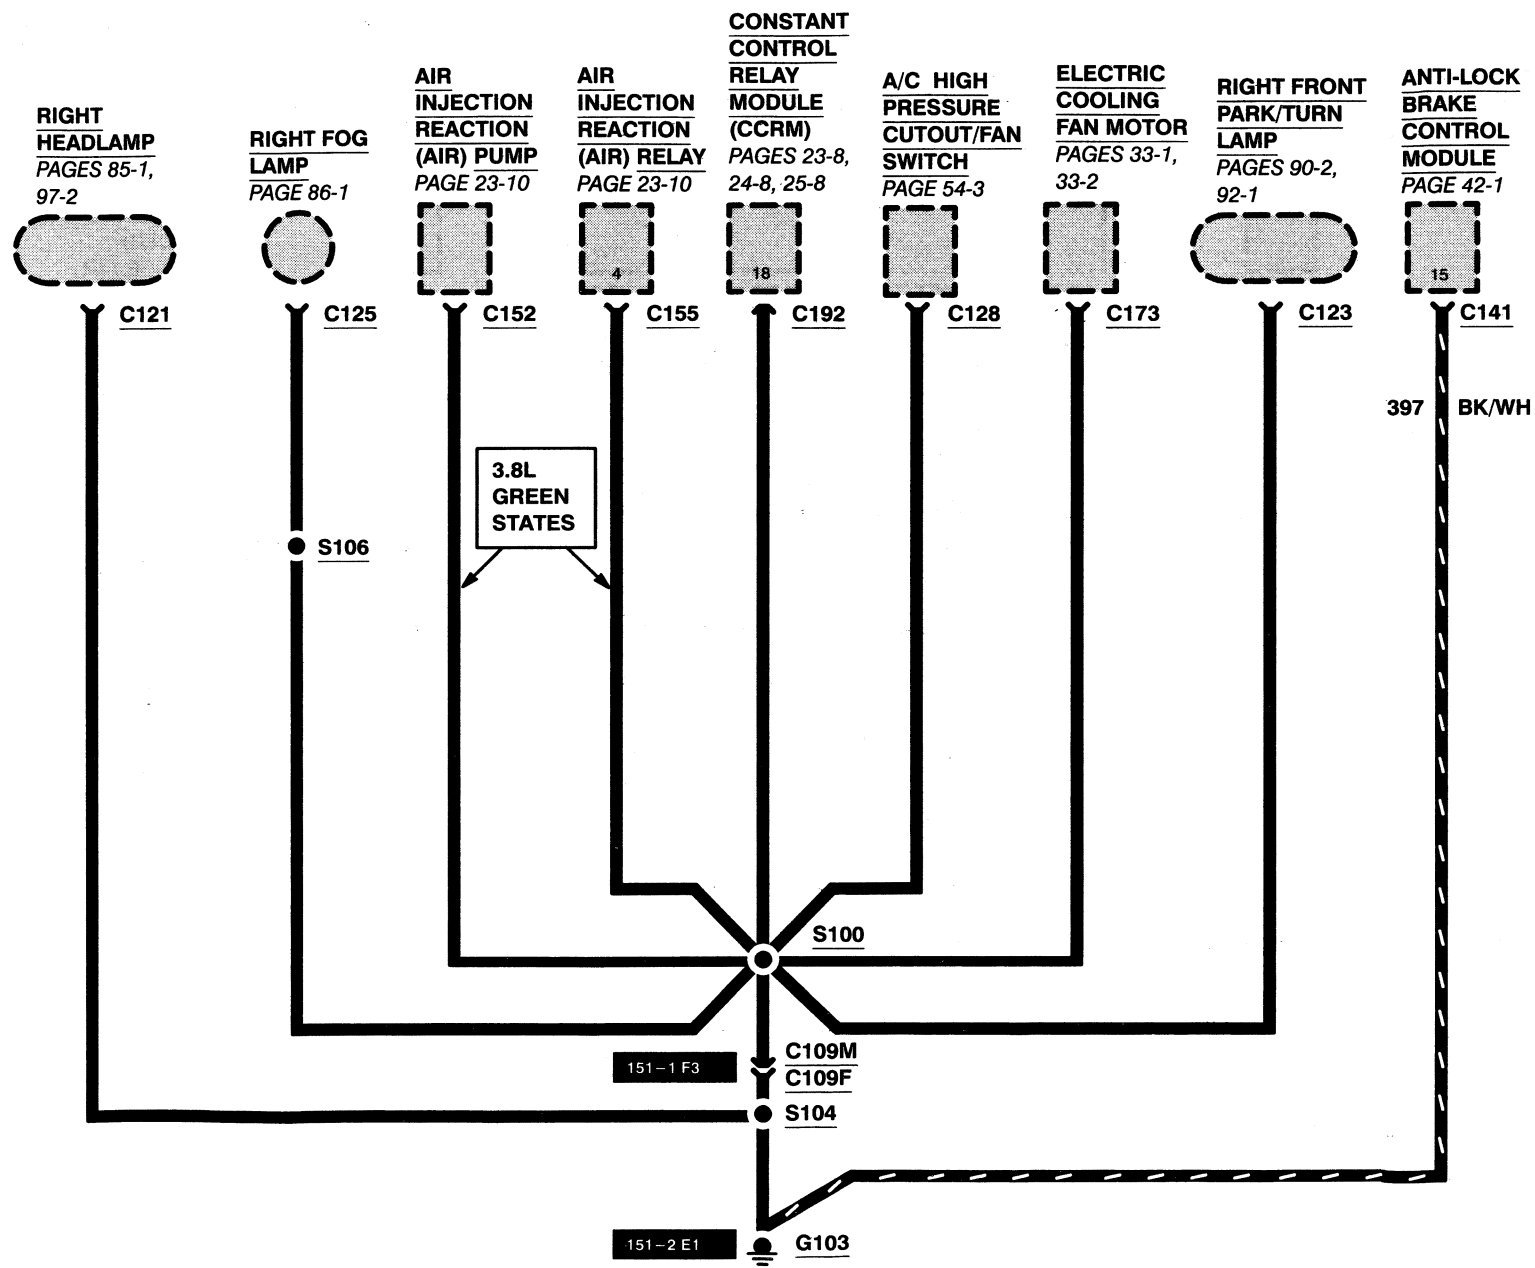 RIGHT
HEADLAMP
PAGES 85-1,
97-2
RIGHT FOG
LAMP
PAGE 86-1
AIR
INJECTION
REACTION
(AIR) PUMP
PAGE 23-10
AIR
INJECTION
REACTION
(AIR) RELAY
PAGE 23-10
CONSTANT
CONTROL
RELAY
MODULE
(CCRM)
PAGES 23-8,
24-8, 25-8
A/C HIGH
PRESSURE
CUTOUT/FAN
SWITCH
PAGE 54-3
ELECTRIC
COOLING
FAN MOTOR
PAGES 33-1,
33-2
RIGHT FRONT
PARK/TURN
LAMP
PAGES 90-2,
92-1
ANTI-LOCK
BRAKE
CONTROL
MODULE
PAGE 42-1
4
18
15
C121
C125
C152
C155
C192
C128
C173
C123
C141
397 BK/WH
3.8L
GREEN
STATES
S106
S100
151-1 F3
C109M
C109F
S104
151-2 E1
G103